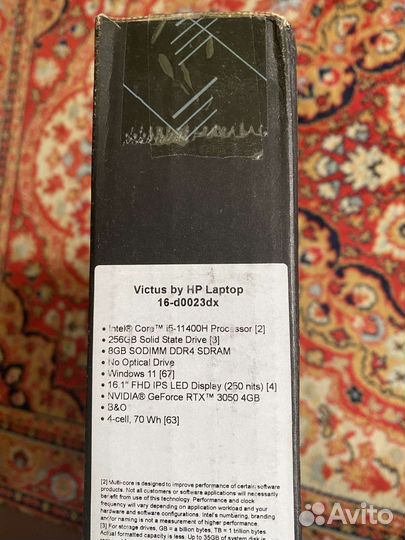 Victus by HP Laptop
16-d0023dx
• Intel® Core™ i5-11400H Processor [2]
• 256GB Solid State Drive [3]
• 8GB SODIMM DDR4 SDRAM
• No Optical Drive
• Windows 11 [67]
• 16.1" FHD IPS LED Display (250 nits) [4]
• NVIDIA® GeForce RTX™ 3050 4GB
• B&O
• 4-cell, 70 Wh [63]
[2] Multi-core is designed to improve performance of certain software
products. Not all customers or software applications will necessarily
benefit from use of this technology. Performance and clock
frequency will vary depending on application workload and your
hardware and software configurations. Intel's numbering, branding
and/or naming is not a measurement of higher performance.
[3] For storage drives, GB = a billion bytes, TB = 1 trillion bytes.
Actual formatted capacity is less. Up to 35GB of system disk is
Avito